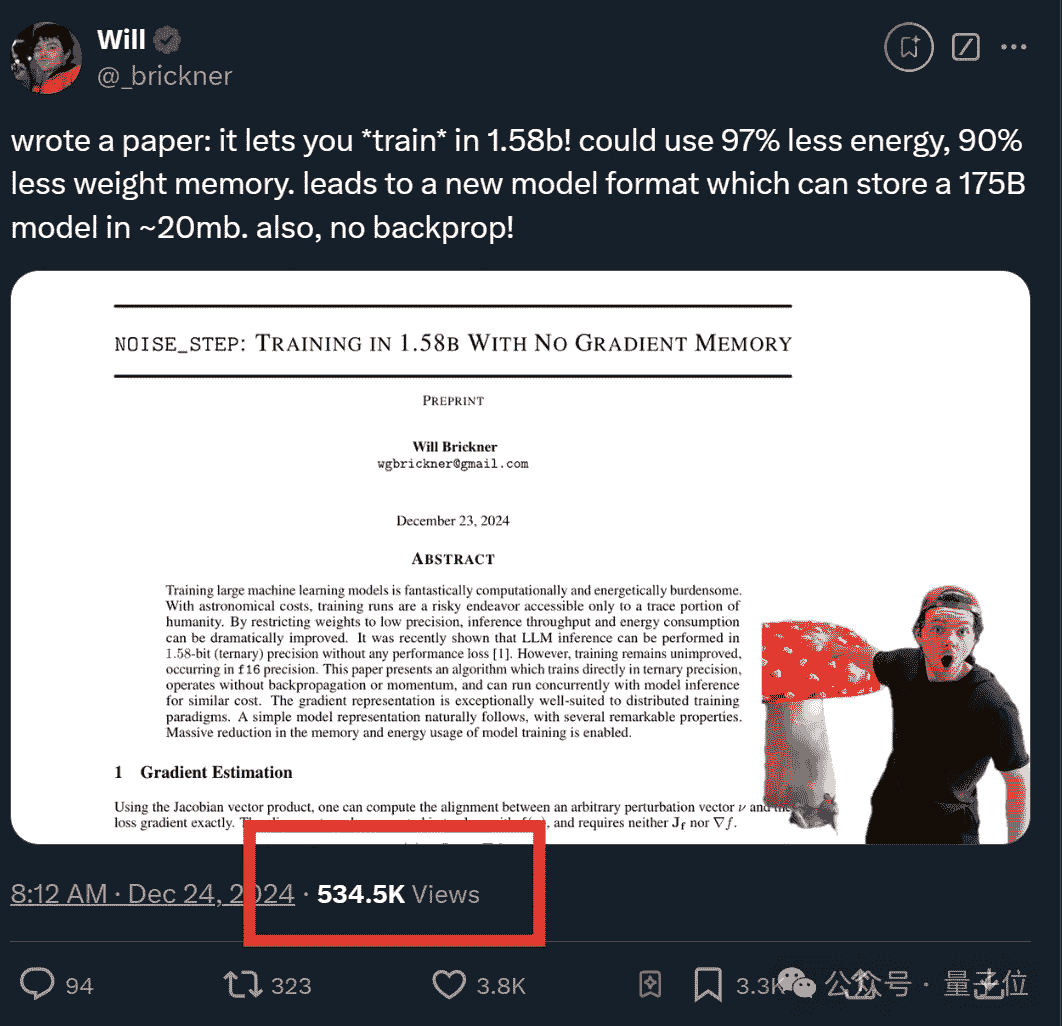 Will
@_brickner
wrote a paper: it lets you *train* in 1.58b! could use 97% less energy, 90%
less weight memory. leads to a new model format which can store a 175B
model in ~20mb. also, no backprop!
NOISE_STEP: TRAINING IN 1.58B WITH NO GRADIENT MEMORY
PREPRINT
Will Brickner
wgbrickner@gmail.com
December 23, 2024
ABSTRACT
Training large machine learning models is fantastically computationally and energetically burdensome.
With astronomical costs, training runs are a risky endeavor accessible only to a trace portion of
humanity. By restricting weights to low precision, inference throughput and energy consumption
can be dramatically improved. It was recently shown that LLM inference can be performed in
1.58-bit (ternary) precision without any performance loss [1]. However, training remains unimproved,
occurring in f16 precision. This paper presents an algorithm which trains directly in ternary precision,
operates without backpropagation or momentum, and can run concurrently with model inference
for similar cost. The gradient representation is exceptionally well-suited to distributed training
paradigms. A simple model representation naturally follows, with several remarkable properties.
Massive reduction in the memory and energy usage of model training is enabled.
1 Gradient Estimation
Using the Jacobian vector product, one can compute the alignment between an arbitrary perturbation vector ν and the
loss gradient exactly. , and requires neither J_f nor ∇f.
8:12 AM · Dec 24, 2024 · 534.5K Views
94 323 3.8K 3.3K
公众号 · 量子位